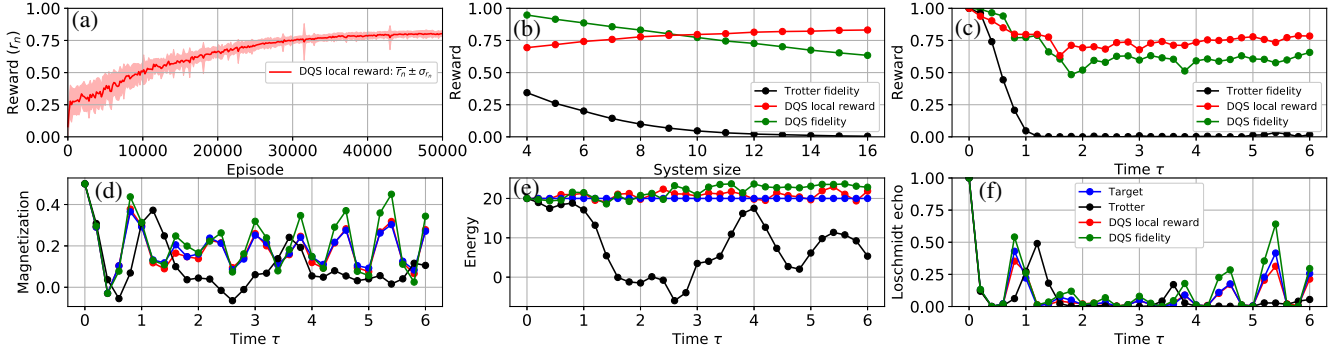 (a)
Reward (r_n)
1.00
0.75
0.50
0.25
0.00
DQS local reward: \overline{r_n} ± σ_{r_n}
0 10000 20000 30000 40000 50000
Episode
(b)
Reward
1.00
0.75
0.50
0.25
0.00
Trotter fidelity
DQS local reward
DQS fidelity
4 6 8 10 12 14 16
System size
(c)
Reward
1.00
0.75
0.50
0.25
0.00
Trotter fidelity
DQS local reward
DQS fidelity
0 1 2 3 4 5 6
Time τ
(d)
Magnetization
0.4
0.2
0.0
0 1 2 3 4 5 6
Time τ
(e)
Energy
20
10
0
0 1 2 3 4 5 6
Time τ
(f)
Loschmidt echo
1.00
0.75
0.50
0.25
0.00
Target
Trotter
DQS local reward
DQS fidelity
0 1 2 3 4 5 6
Time τ